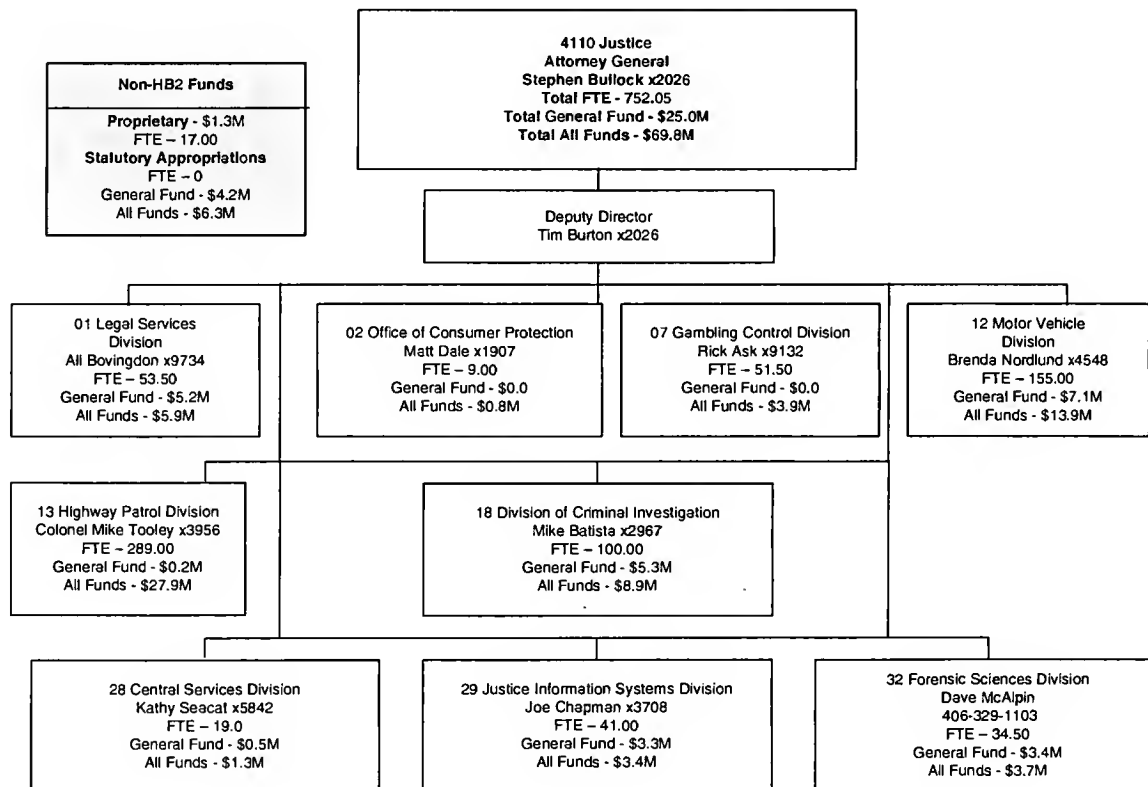 4110 Justice
Attorney General
Stephen Bullock x2026
Total FTE - 752.05
Total General Fund - $25.0M
Total All Funds - $69.8M
Non-HB2 Funds
Proprietary - $1.3M
FTE – 17.00
Statutory Appropriations
FTE – 0
General Fund - $4.2M
All Funds - $6.3M
Deputy Director
Tim Burton x2026
01 Legal Services
Division
Ali Bovingdon x9734
FTE – 53.50
General Fund - $5.2M
All Funds - $5.9M
02 Office of Consumer Protection
Matt Dale x1907
FTE – 9.00
General Fund - $0.0
All Funds - $0.8M
07 Gambling Control Division
Rick Ask x9132
FTE – 51.50
General Fund - $0.0
All Funds - $3.9M
12 Motor Vehicle
Division
Brenda Nordlund x4548
FTE – 155.00
General Fund - $7.1M
All Funds - $13.9M
13 Highway Patrol Division
Colonel Mike Tooley x3956
FTE – 289.00
General Fund - $0.2M
All Funds - $27.9M
18 Division of Criminal Investigation
Mike Batista x2967
FTE – 100.00
General Fund - $5.3M
All Funds - $8.9M
28 Central Services Division
Kathy Seacat x5842
FTE – 19.0
General Fund - $0.5M
All Funds - $1.3M
29 Justice Information Systems Division
Joe Chapman x3708
FTE – 41.00
General Fund - $3.3M
All Funds - $3.4M
32 Forensic Sciences Division
Dave McAlpin
406-329-1103
FTE – 34.50
General Fund - $3.4M
All Funds - $3.7M